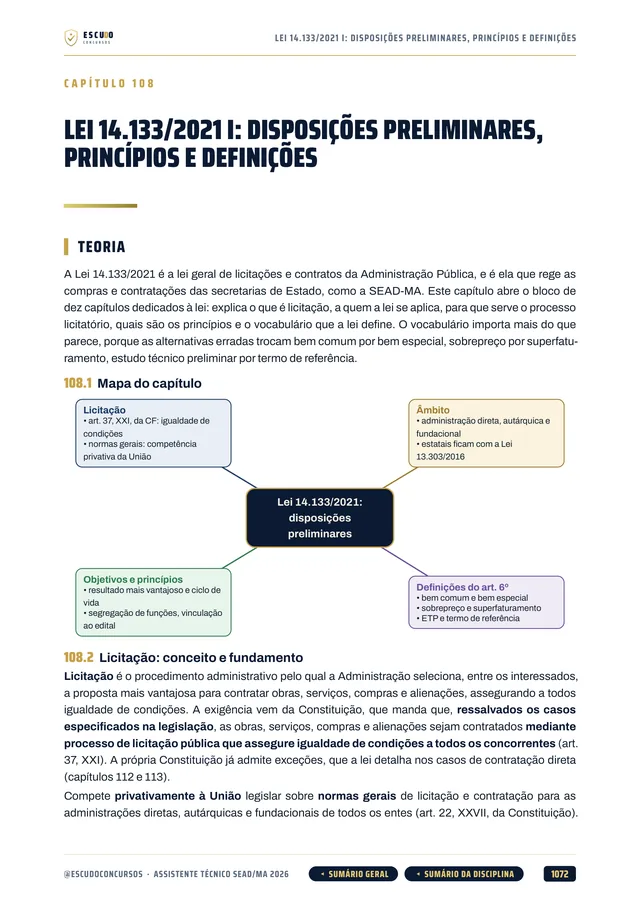 ESCUDO
CONCURSOS
LEI 14.133/2021 I: DISPOSIÇÕES PRELIMINARES, PRINCÍPIOS E DEFINIÇÕES
CAPÍTULO 108
LEI 14.133/2021 I: DISPOSIÇÕES PRELIMINARES,
PRINCÍPIOS E DEFINIÇÕES
TEORIA
A Lei 14.133/2021 é a lei geral de licitações e contratos da Administração Pública, e é ela que rege as
compras e contratações das secretarias de Estado, como a SEAD-MA. Este capítulo abre o bloco de
dez capítulos dedicados à lei: explica o que é licitação, a quem a lei se aplica, para que serve o processo
licitatório, quais são os princípios e o vocabulário que a lei define. O vocabulário importa mais do que
parece, porque as alternativas erradas trocam bem comum por bem especial, sobrepreço por superfatu-
ramento, estudo técnico preliminar por termo de referência.
108.1 Mapa do capítulo
Licitação
• art. 37, XXI, da CF: igualdade de
condições
• normas gerais: competência
privativa da União
Âmbito
• administração direta, autárquica e
fundacional
• estatais ficam com a Lei
13.303/2016
Lei 14.133/2021:
disposições
preliminares
Objetivos e princípios
• resultado mais vantajoso e ciclo de
vida
• segregação de funções, vinculação
ao edital
Definições do art. 6º
• bem comum e bem especial
• sobrepreço e superfaturamento
• ETP e termo de referência
108.2 Licitação: conceito e fundamento
Licitação é o procedimento administrativo pelo qual a Administração seleciona, entre os interessados,
a proposta mais vantajosa para contratar obras, serviços, compras e alienações, assegurando a todos
igualdade de condições. A exigência vem da Constituição, que manda que, ressalvados os casos
especificados na legislação, as obras, serviços, compras e alienações sejam contratados mediante
processo de licitação pública que assegure igualdade de condições a todos os concorrentes (art.
37, XXI). A própria Constituição já admite exceções, que a lei detalha nos casos de contratação direta
(capítulos 112 e 113).
Compete privativamente à União legislar sobre normas gerais de licitação e contratação para as
administrações diretas, autárquicas e fundacionais de todos os entes (art. 22, XXVII, da Constituição).
@ESCUDOCONCURSOS · ASSISTENTE TÉCNICO SEAD/MA 2026
SUMÁRIO GERAL
SUMÁRIO DA DISCIPLINA
1072